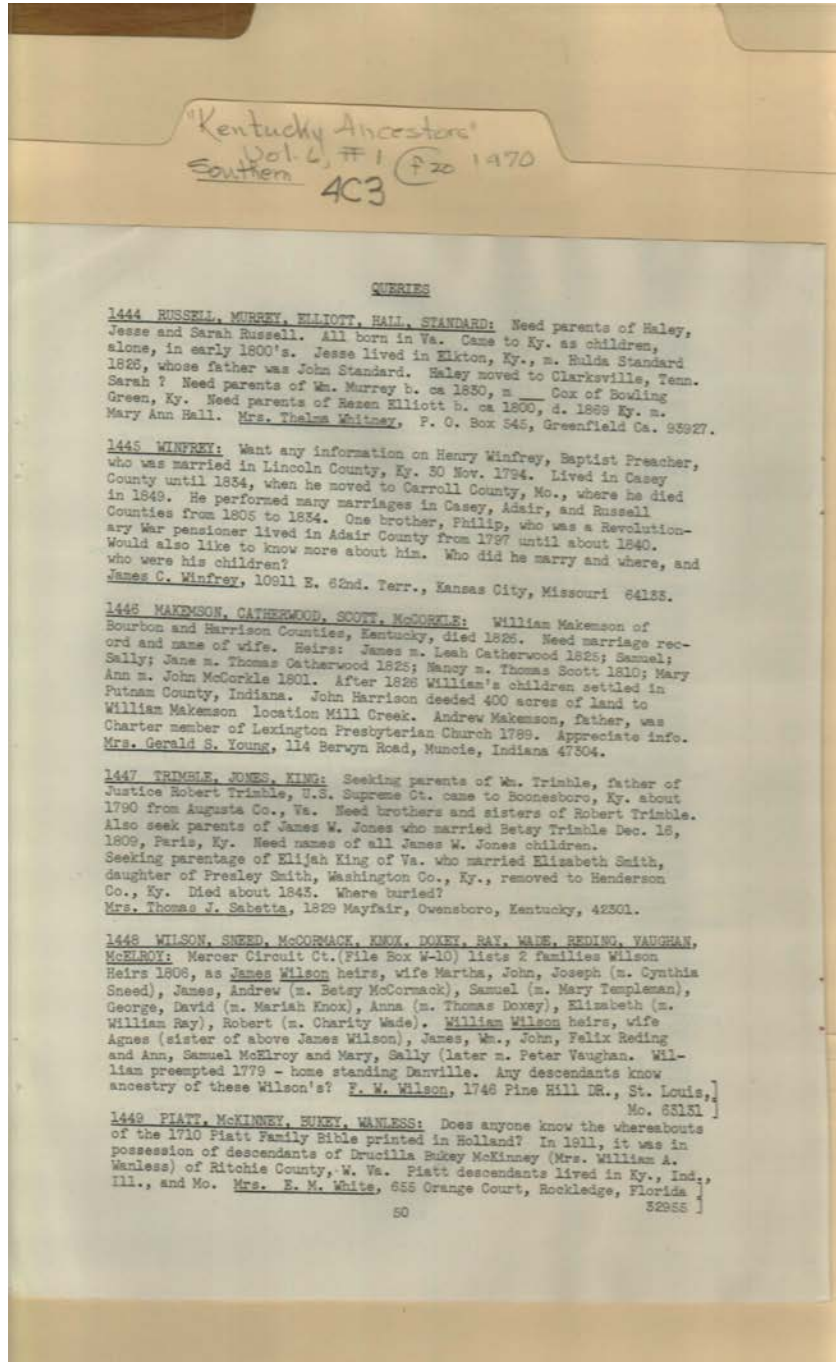 "Kentucky Ancestors"
Vol. 6, #1 f 20 1970
Southern
4C3
QUERIES
1444 RUSSELL, MURREY, ELLIOTT, HALL, STANDARD: Need parents of Haley,
Jesse and Sarah Russell. All born in Va. Came to Ky. as children,
alone, in early 1800's. Jesse lived in Elkton, Ky., m. Hulda Standard
1826, whose father was John Standard. Haley moved to Clarksville, Tenn.
Sarah ? Need parents of Wm. Murrey b. ca 1830, m ___ Cox of Bowling
Green, Ky. Need parents of Rezen Elliott b. ca 1800, d. 1869 Ky. m.
Mary Ann Hall. Mrs. Thelma Whitney, P. O. Box 545, Greenfield Ca. 93927.
1445 WINFREY: Want any information on Henry Winfrey, Baptist Preacher,
who was married in Lincoln County, Ky. 30 Nov. 1794. Lived in Casey
County until 1834, when he moved to Carroll County, Mo., where he died
in 1849. He performed many marriages in Casey, Adair, and Russell
Counties from 1805 to 1834. One brother, Philip, who was a Revolution-
ary War pensioner lived in Adair County from 1797 until about 1840.
Would also like to know more about him. Who did he marry and where, and
who were his children?
James C. Winfrey, 10911 E. 62nd. Terr., Kansas City, Missouri 64133.
1446 MAKEMSON, CATHERWOOD, SCOTT, McCORKLE: William Makemson of
Bourbon and Harrison Counties, Kentucky, died 1826. Need marriage rec-
ord and name of wife. Heirs: James m. Leah Catherwood 1825; Samuel;
Sally; Jane m. Thomas Catherwood 1825; Nancy m. Thomas Scott 1810; Mary
Ann m. John McCorkle 1801. After 1826 William's children settled in
Putnam County, Indiana. John Harrison deeded 400 acres of land to
William Makemson location Mill Creek. Andrew Makemson, father, was
Charter member of Lexington Presbyterian Church 1789. Appreciate info.
Mrs. Gerald S. Young, 114 Berwyn Road, Muncie, Indiana 47304.
1447 TRIMBLE, JONES, KING: Seeking parents of Wm. Trimble, father of
Justice Robert Trimble, U.S. Supreme Ct. came to Boonesboro, Ky. about
1790 from Augusta Co., Va. Need brothers and sisters of Robert Trimble.
Also seek parents of James W. Jones who married Betsy Trimble Dec. 16,
1809, Paris, Ky. Need names of all James W. Jones children.
Seeking parentage of Elijah King of Va. who married Elizabeth Smith,
daughter of Presley Smith, Washington Co., Ky., removed to Henderson
Co., Ky. Died about 1843. Where buried?
Mrs. Thomas J. Sabetta, 1829 Mayfair, Owensboro, Kentucky, 42301.
1448 WILSON, SNEED, McCORMACK, KNOX, DOXEY, RAY, WADE, REDING, VAUGHAN,
McELROY: Mercer Circuit Ct.(File Box W-10) lists 2 families Wilson
Heirs 1806, as James Wilson heirs, wife Martha, John, Joseph (m. Cynthia
Sneed), James, Andrew (m. Betsy McCormack), Samuel (m. Mary Templeman),
George, David (m. Mariah Knox), Anna (m. Thomas Doxey), Elizabeth (m.
William Ray), Robert (m. Charity Wade). William Wilson heirs, wife
Agnes (sister of above James Wilson), James, Wm., John, Felix Reding
and Ann, Samuel McElroy and Mary, Sally (later m. Peter Vaughan. Wil-
liam preempted 1779 - home standing Danville. Any descendants know
ancestry of these Wilson's? F. W. Wilson, 1746 Pine Hill DR., St. Louis,]
Mo. 63131 ]
1449 PIATT, McKINNEY, BUKEY, WANLESS: Does anyone know the whereabouts
of the 1710 Piatt Family Bible printed in Holland? In 1911, it was in
possession of descendants of Drucilla Bukey McKinney (Mrs. William A.
Wanless) of Ritchie County, W. Va. Piatt descendants lived in Ky., Ind.,
Ill., and Mo. Mrs. E. M. White, 655 Orange Court, Rockledge, Florida ]
32955 ]
50